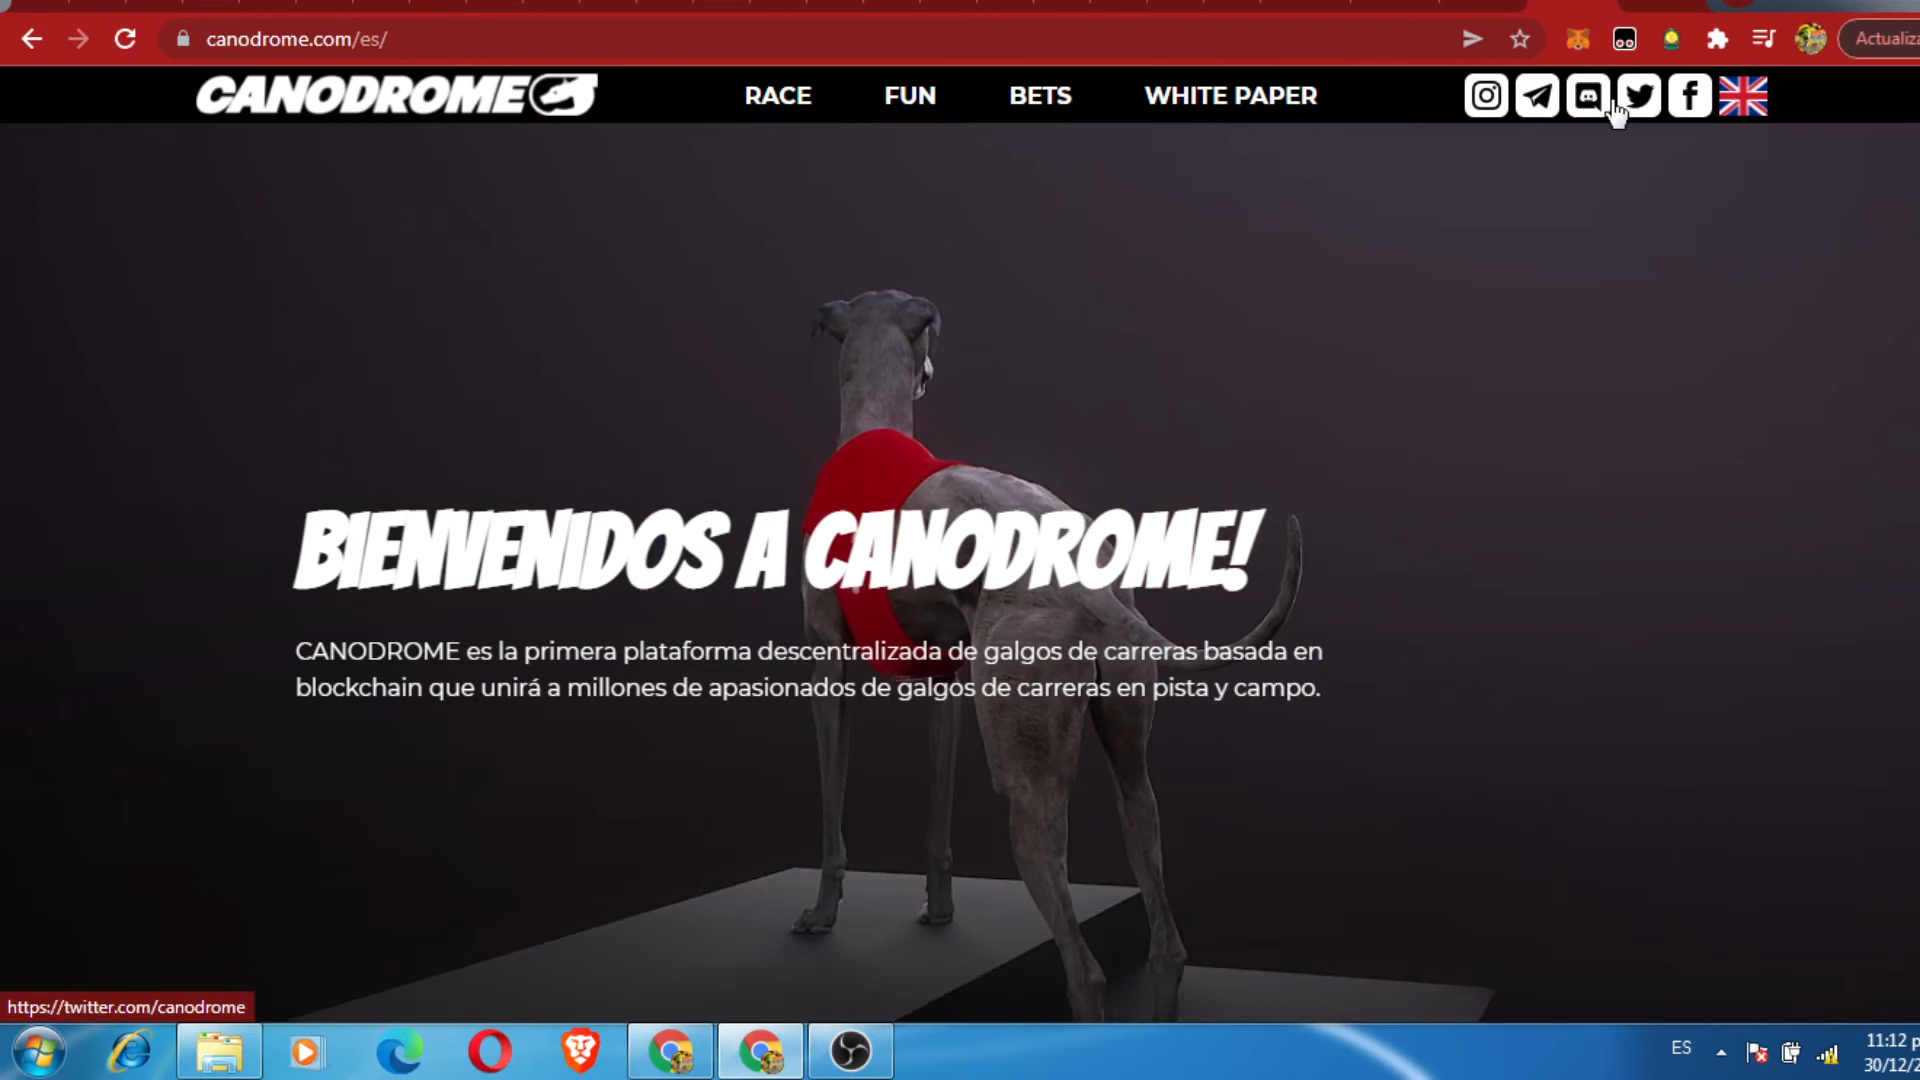 canodrome.com/es/
Actualiza
CANODROME
RACE
FUN
BETS
WHITE PAPER
BIENVENIDOS A CANODROME!
CANODROME es la primera plataforma descentralizada de galgos de carreras basada en
blockchain que unirá a millones de apasionados de galgos de carreras en pista y campo.
https://twitter.com/canodrome
ES
11:12 p
30/12/2